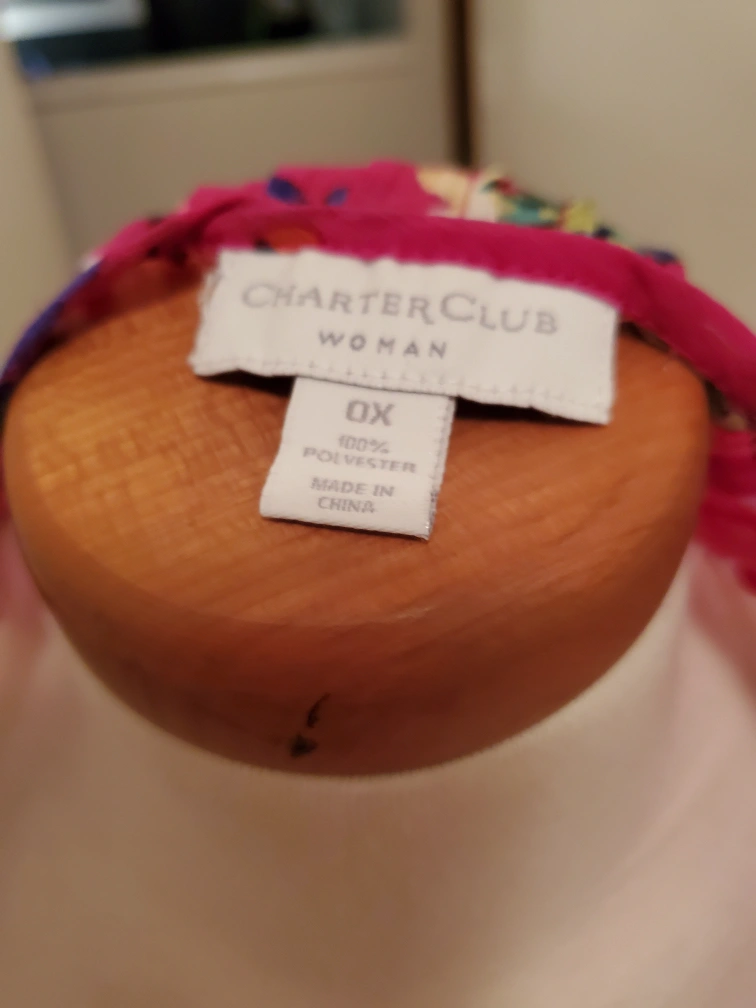 CHARTER CLUB
WOMAN
0X
100%
POLYESTER
MADE IN
CHINA